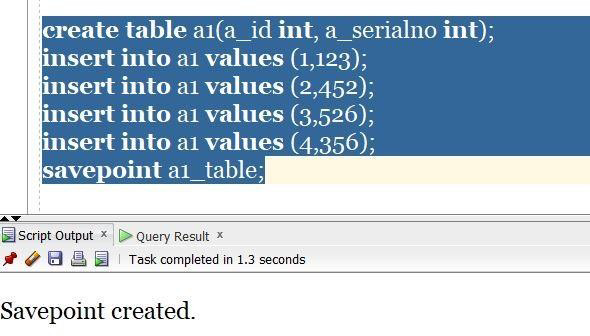 create table a1(a_id int, a_serialno int);
insert into a1 values (1,123);
insert into a1 values (2,452);
insert into a1 values (3,526);
insert into a1 values (4,356);
savepoint a1_table;
Script Output x Query Result x
Task completed in 1.3 seconds
Savepoint created.